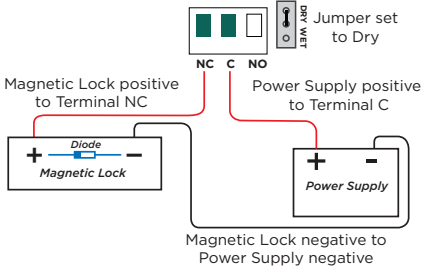 DRY WET
Jumper set
to Dry
NC C NO
Magnetic Lock positive
to Terminal NC
Power Supply positive
to Terminal C
Diode
+ −
Magnetic Lock
+ -
Power Supply
Magnetic Lock negative to
Power Supply negative